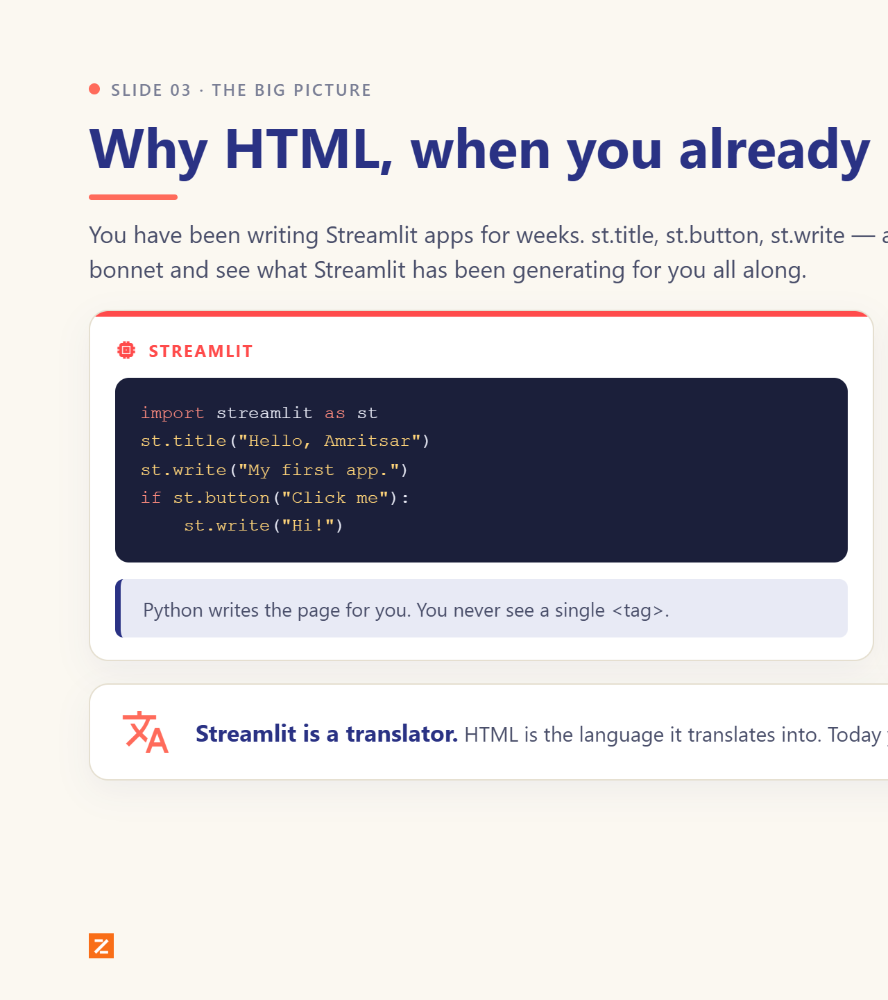 SLIDE 03 · THE BIG PICTURE
Why HTML, when you already
You have been writing Streamlit apps for weeks. st.title, st.button, st.write —
bonnet and see what Streamlit has been generating for you all along.
STREAMLIT
import streamlit as st
st.title("Hello, Amritsar")
st.write("My first app.")
if st.button("Click me"):
    st.write("Hi!")
Python writes the page for you. You never see a single <tag>.
文A
Streamlit is a translator. HTML is the language it translates into. Today
Z